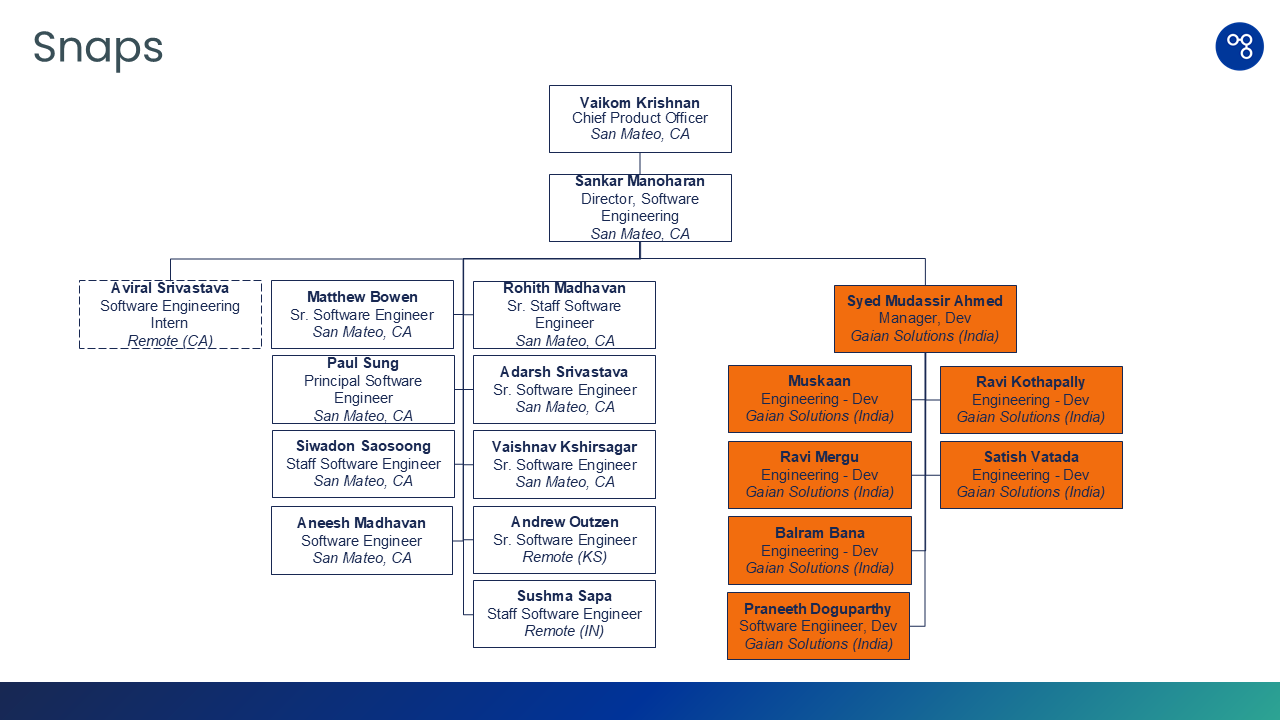 Snaps
Vaikom Krishnan
Chief Product Officer
San Mateo, CA
Sankar Manoharan
Director, Software
Engineering
San Mateo, CA
Aviral Srivastava
Software Engineering
Intern
Remote (CA)
Matthew Bowen
Sr. Software Engineer
San Mateo, CA
Rohith Madhavan
Sr. Staff Software
Engineer
San Mateo, CA
Paul Sung
Principal Software
Engineer
San Mateo, CA
Adarsh Srivastava
Sr. Software Engineer
San Mateo, CA
Siwadon Saosoong
Staff Software Engineer
San Mateo, CA
Vaishnav Kshirsagar
Sr. Software Engineer
San Mateo, CA
Aneesh Madhavan
Software Engineer
San Mateo, CA
Andrew Outzen
Sr. Software Engineer
Remote (KS)
Sushma Sapa
Staff Software Engineer
Remote (IN)
Syed Mudassir Ahmed
Manager, Dev
Gaian Solutions (India)
Muskaan
Engineering - Dev
Gaian Solutions (India)
Ravi Kothapally
Engineering - Dev
Gaian Solutions (India)
Ravi Mergu
Engineering - Dev
Gaian Solutions (India)
Satish Vatada
Engineering - Dev
Gaian Solutions (India)
Balram Bana
Engineering - Dev
Gaian Solutions (India)
Praneeth Doguparthy
Software Engiineer, Dev
Gaian Solutions (India)